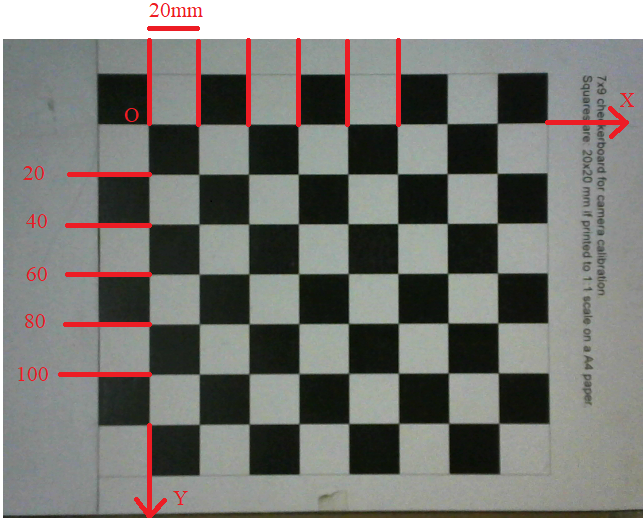 20mm
X
O
20
40
60
80
100
Y
7x9 checkerboard for camera calibration
Squares are 20x20 mm if printed to 1:1 scale on a A4 paper.